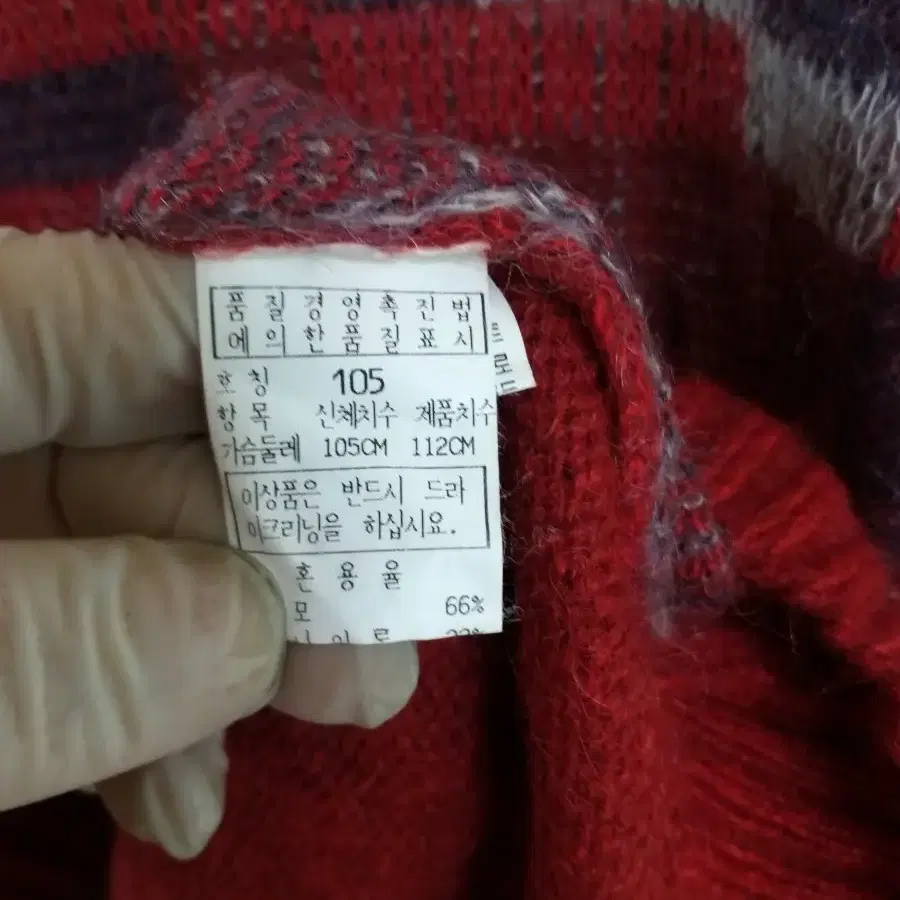 품질경영촉진법
에의한품질표시
호칭 105
항목 신체치수 제품치수
가슴둘레 105CM 112CM
이상품은 반드시 드라
이크리닝을 하십시요.
혼용율
모 66%